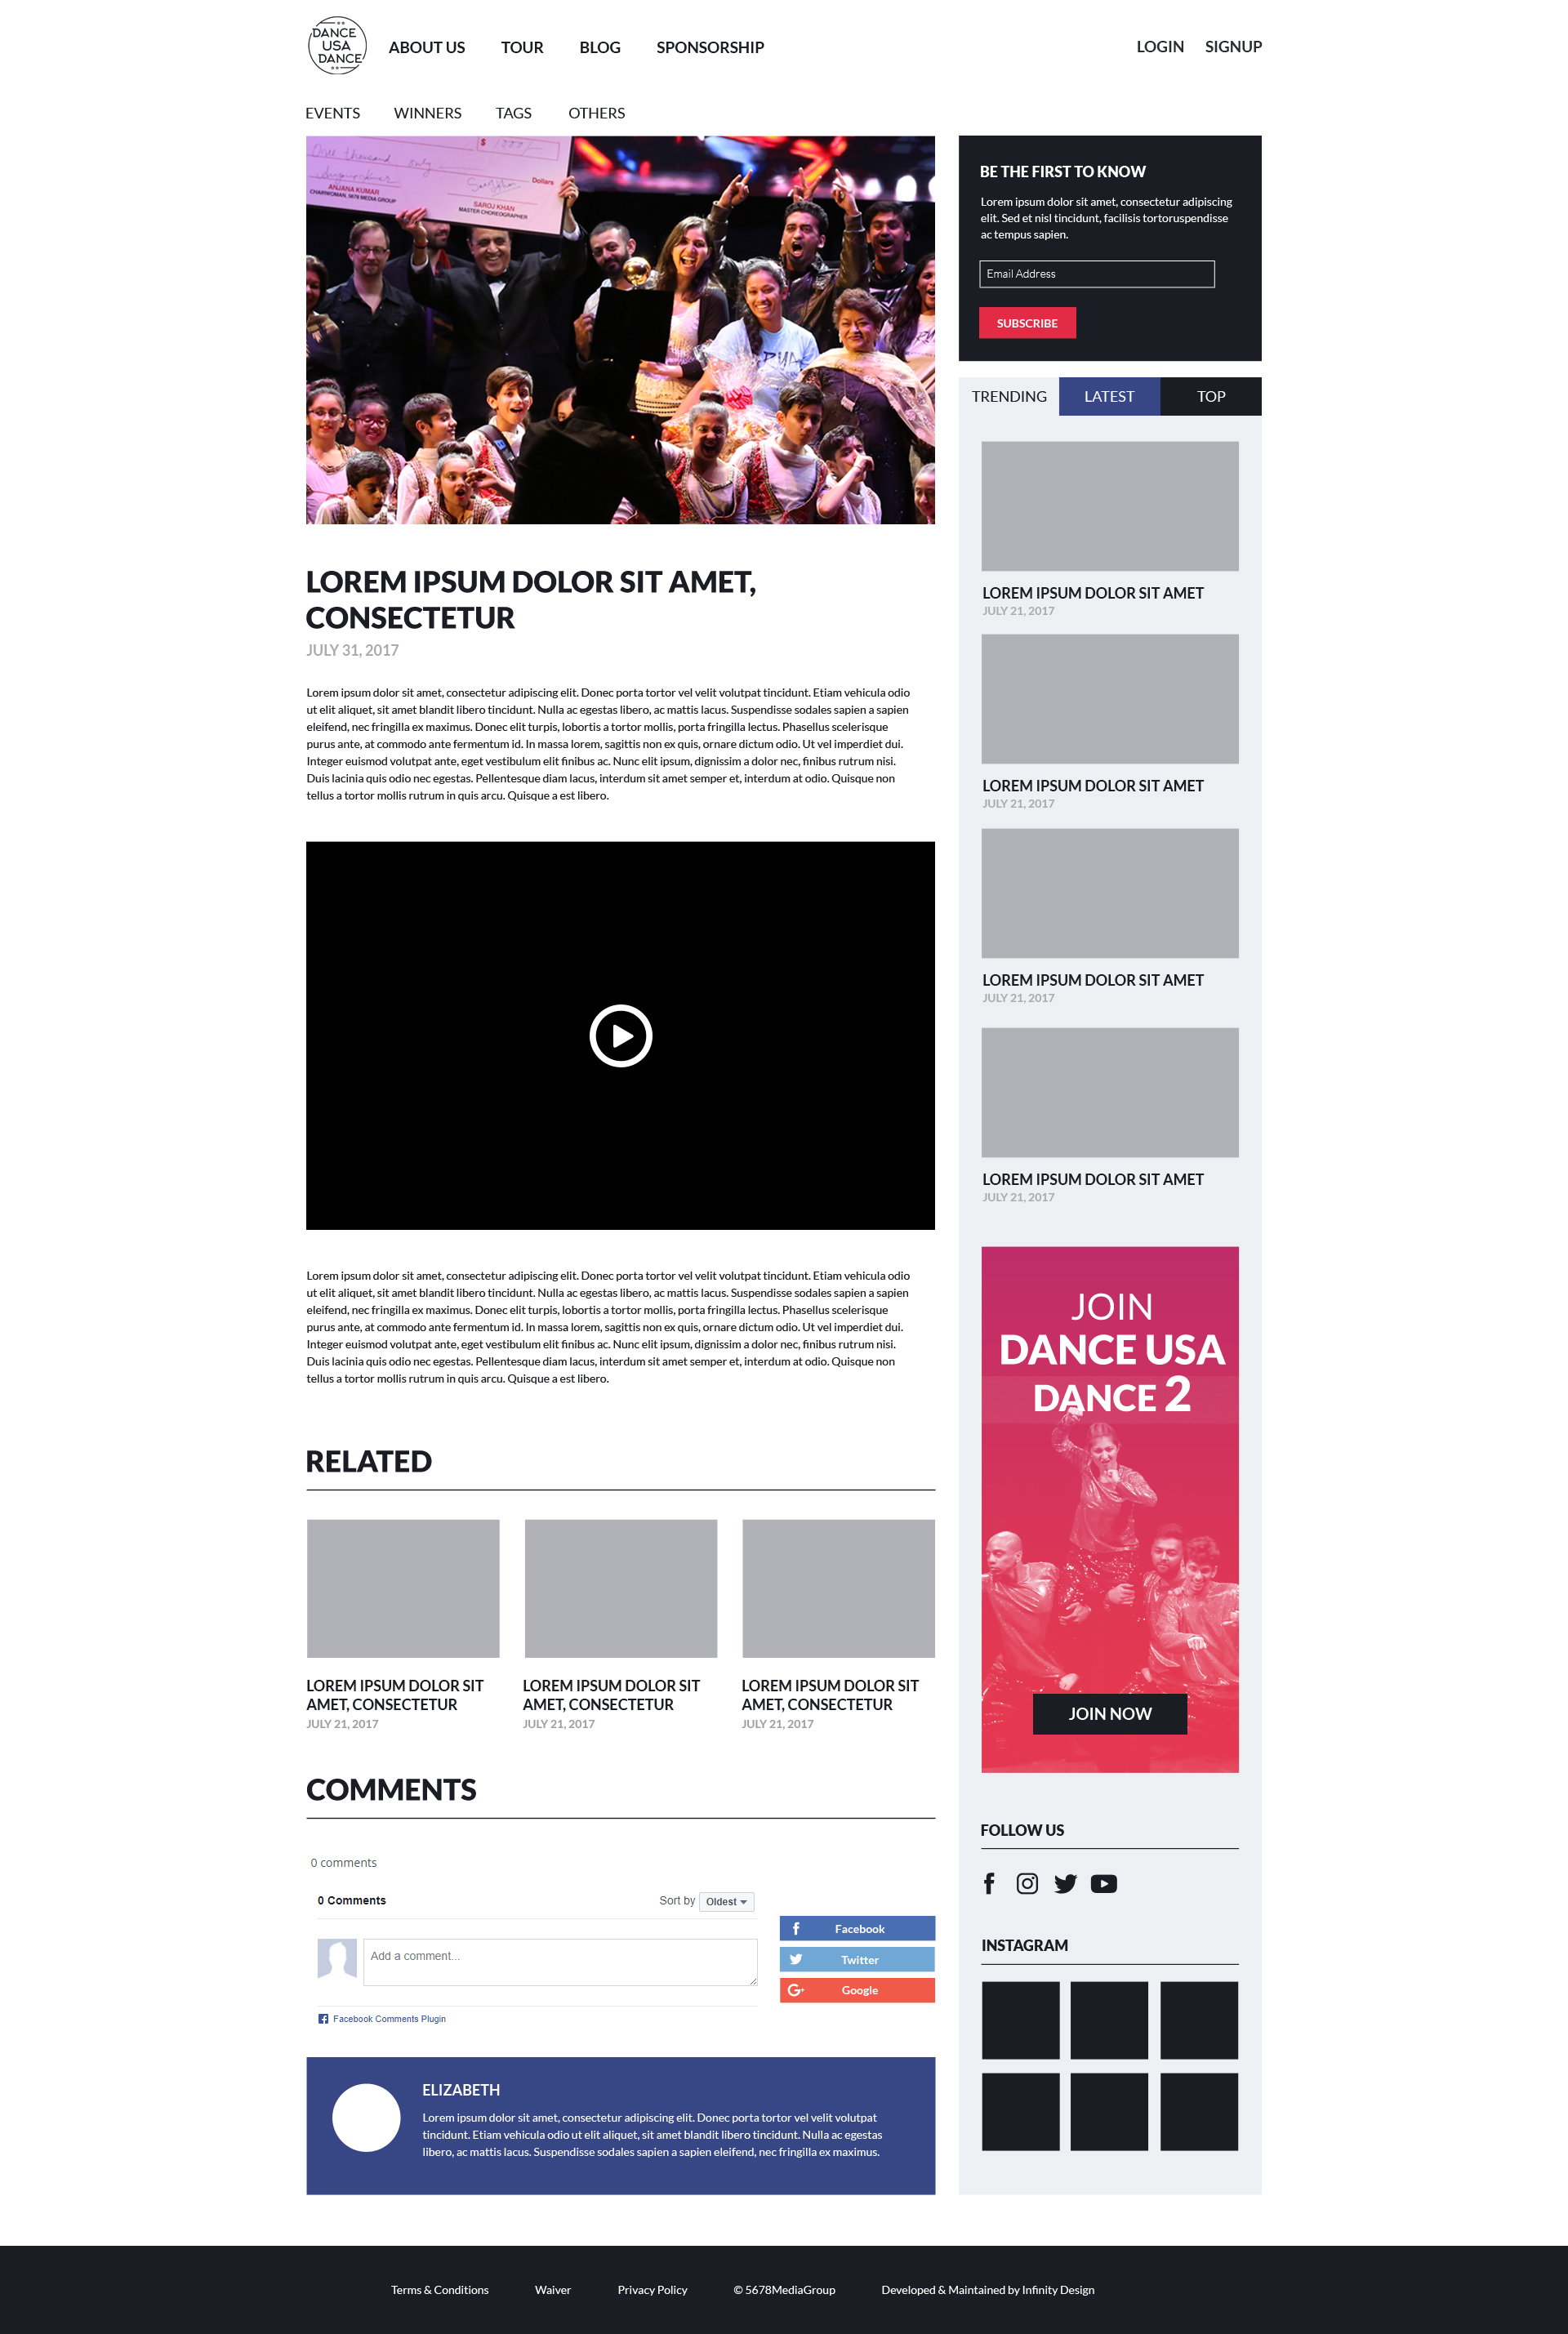 DANCE
USA
DANCE
ABOUT US TOUR BLOG SPONSORSHIP
LOGIN SIGNUP
EVENTS WINNERS TAGS OTHERS
$ 1000/-
One thousand only
Dollars
ANJANA KUMAR
CHAIRWOMAN, 5678 MEDIA GROUP
SAROJ KHAN
MASTER CHOREOGRAPHER
LOREM IPSUM DOLOR SIT AMET,
CONSECTETUR
JULY 31, 2017
Lorem ipsum dolor sit amet, consectetur adipiscing elit. Donec porta tortor vel velit volutpat tincidunt. Etiam vehicula odio
ut elit aliquet, sit amet blandit libero tincidunt. Nulla ac egestas libero, ac mattis lacus. Suspendisse sodales sapien a sapien
eleifend, nec fringilla ex maximus. Donec elit turpis, lobortis a tortor mollis, porta fringilla lectus. Phasellus scelerisque
purus ante, at commodo ante fermentum id. In massa lorem, sagittis non ex quis, ornare dictum odio. Ut vel imperdiet dui.
Integer euismod volutpat ante, eget vestibulum elit finibus ac. Nunc elit ipsum, dignissim a dolor nec, finibus rutrum nisi.
Duis lacinia quis odio nec egestas. Pellentesque diam lacus, interdum sit amet semper et, interdum at odio. Quisque non
tellus a tortor mollis rutrum in quis arcu. Quisque a est libero.
Lorem ipsum dolor sit amet, consectetur adipiscing elit. Donec porta tortor vel velit volutpat tincidunt. Etiam vehicula odio
ut elit aliquet, sit amet blandit libero tincidunt. Nulla ac egestas libero, ac mattis lacus. Suspendisse sodales sapien a sapien
eleifend, nec fringilla ex maximus. Donec elit turpis, lobortis a tortor mollis, porta fringilla lectus. Phasellus scelerisque
purus ante, at commodo ante fermentum id. In massa lorem, sagittis non ex quis, ornare dictum odio. Ut vel imperdiet dui.
Integer euismod volutpat ante, eget vestibulum elit finibus ac. Nunc elit ipsum, dignissim a dolor nec, finibus rutrum nisi.
Duis lacinia quis odio nec egestas. Pellentesque diam lacus, interdum sit amet semper et, interdum at odio. Quisque non
tellus a tortor mollis rutrum in quis arcu. Quisque a est libero.
RELATED
LOREM IPSUM DOLOR SIT
AMET, CONSECTETUR
JULY 21, 2017
LOREM IPSUM DOLOR SIT
AMET, CONSECTETUR
JULY 21, 2017
LOREM IPSUM DOLOR SIT
AMET, CONSECTETUR
JULY 21, 2017
COMMENTS
0 comments
0 Comments
Sort by Oldest
Add a comment...
Facebook Comments Plugin
Facebook
Twitter
Google
ELIZABETH
Lorem ipsum dolor sit amet, consectetur adipiscing elit. Donec porta tortor vel velit volutpat
tincidunt. Etiam vehicula odio ut elit aliquet, sit amet blandit libero tincidunt. Nulla ac egestas
libero, ac mattis lacus. Suspendisse sodales sapien a sapien eleifend, nec fringilla ex maximus.
BE THE FIRST TO KNOW
Lorem ipsum dolor sit amet, consectetur adipiscing
elit. Sed et nisl tincidunt, facilisis tortoruspendisse
ac tempus sapien.
Email Address
SUBSCRIBE
TRENDING LATEST TOP
LOREM IPSUM DOLOR SIT AMET
JULY 21, 2017
LOREM IPSUM DOLOR SIT AMET
JULY 21, 2017
LOREM IPSUM DOLOR SIT AMET
JULY 21, 2017
LOREM IPSUM DOLOR SIT AMET
JULY 21, 2017
JOIN
DANCE USA
DANCE 2
JOIN NOW
FOLLOW US
INSTAGRAM
Terms & Conditions Waiver Privacy Policy © 5678MediaGroup Developed & Maintained by Infinity Design